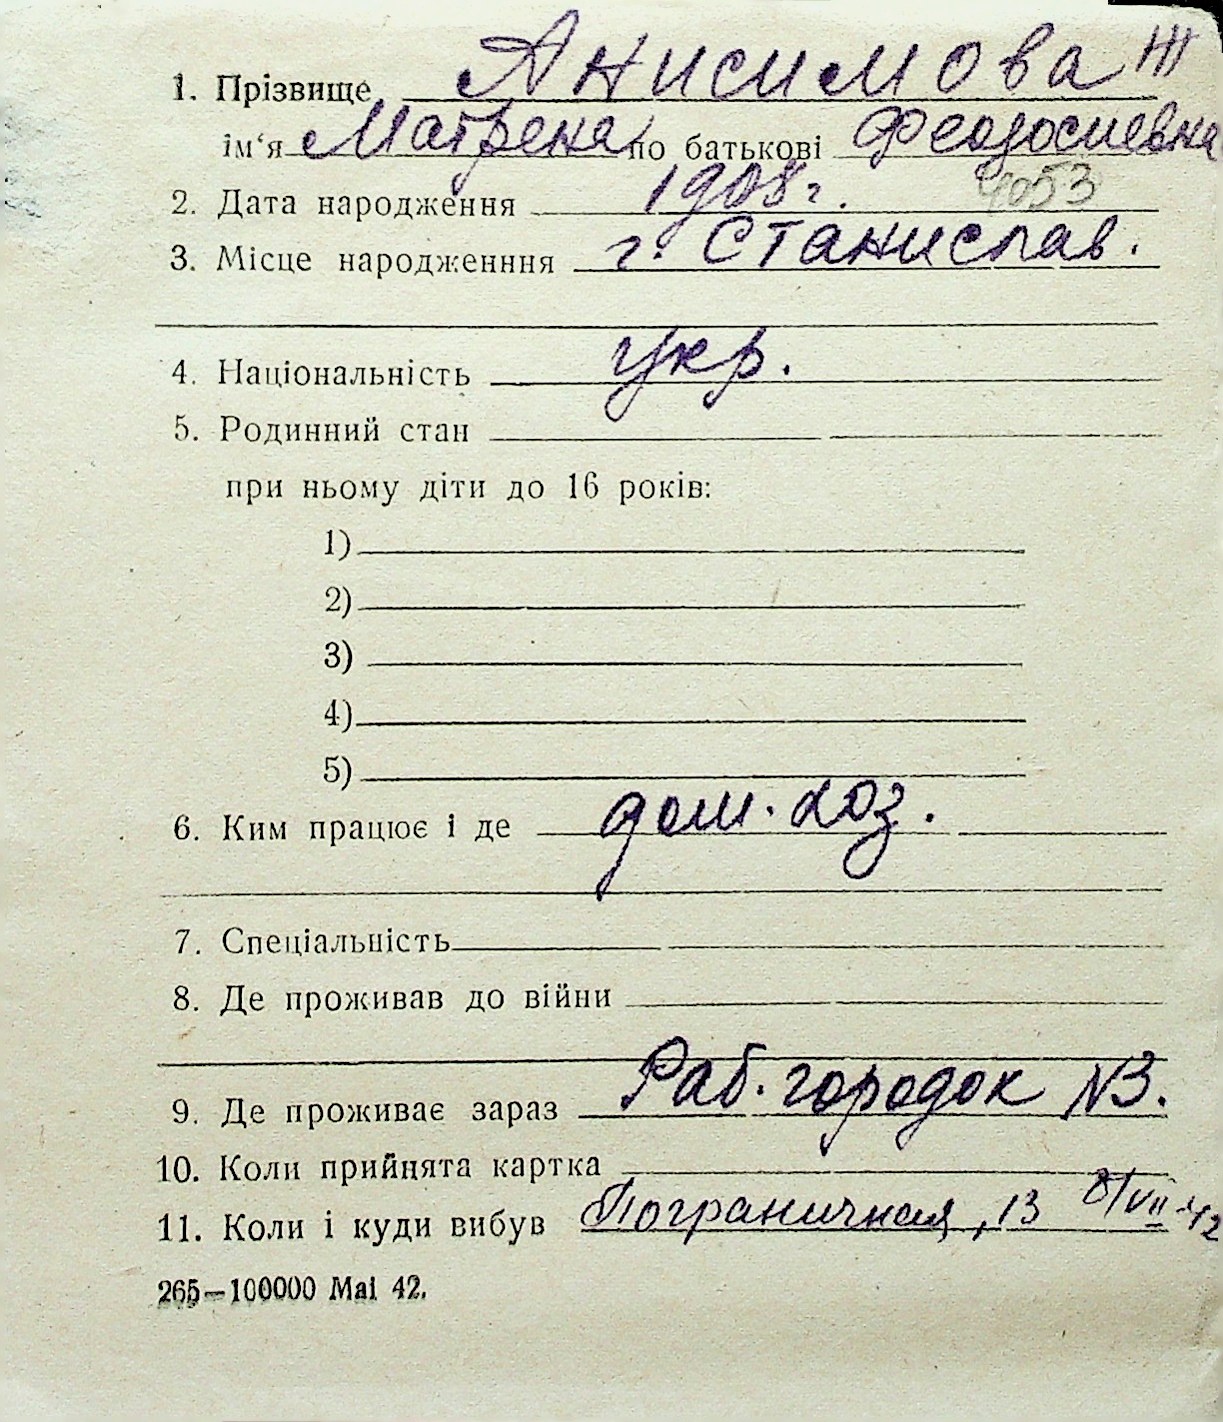 1. Прізвище Анисимова III
ім‘я Матрена по батькові Феодосиевна
2. Дата народження 1908 г. 4053
3. Місце народженння г. Станислав.
4. Національність укр.
5. Родинний стан
при ньому діти до 16 років:
1)
2)
3)
4)
5)
6. Ким працює і де дом. хоз.
7. Спеціальність
8. Де проживав до війни
9. Де проживає зараз Раб. городок N3.
10. Коли прийнята картка
11. Коли і куди вибув Пограничная, 13 8/VII-42
265—100000 Mai 42.